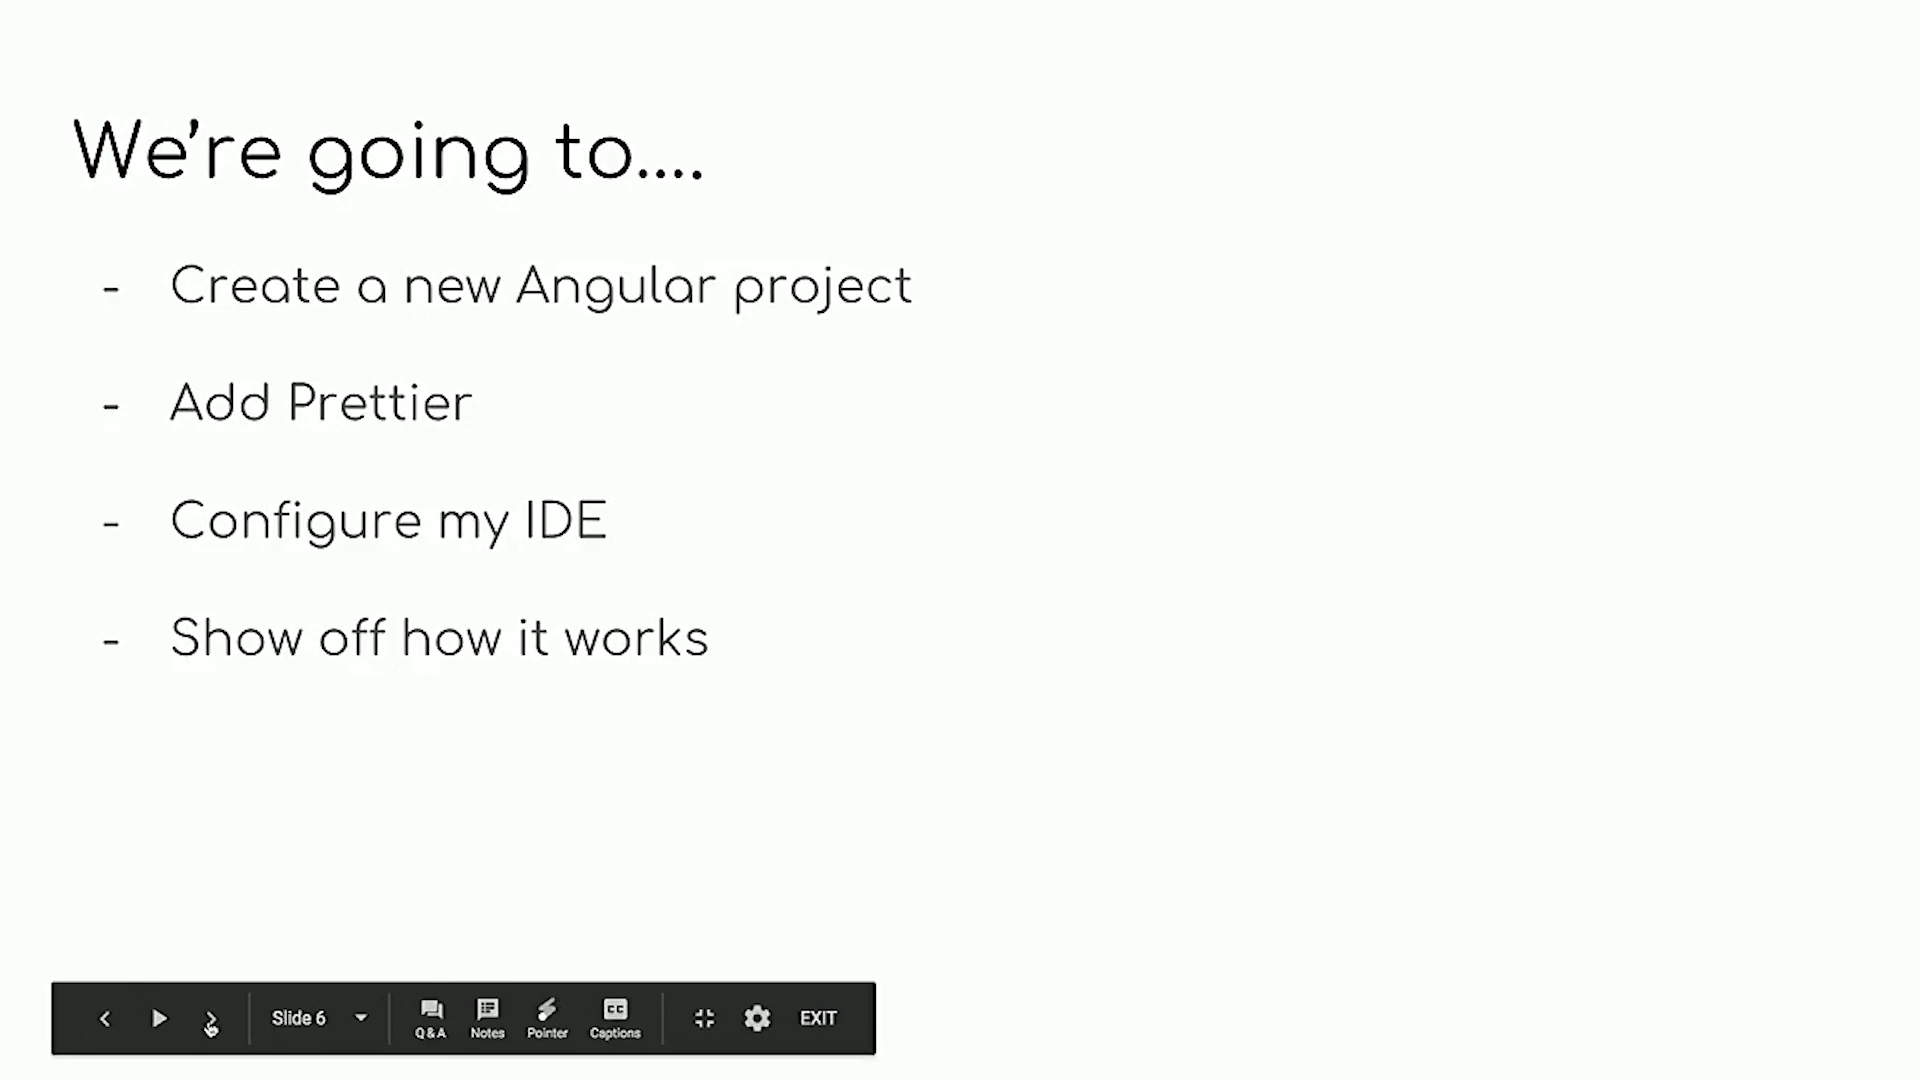 We're going to....
- Create a new Angular project
- Add Prettier
- Configure my IDE
- Show off how it works
Slide 6 Q&A Notes Pointer CC Captions EXIT